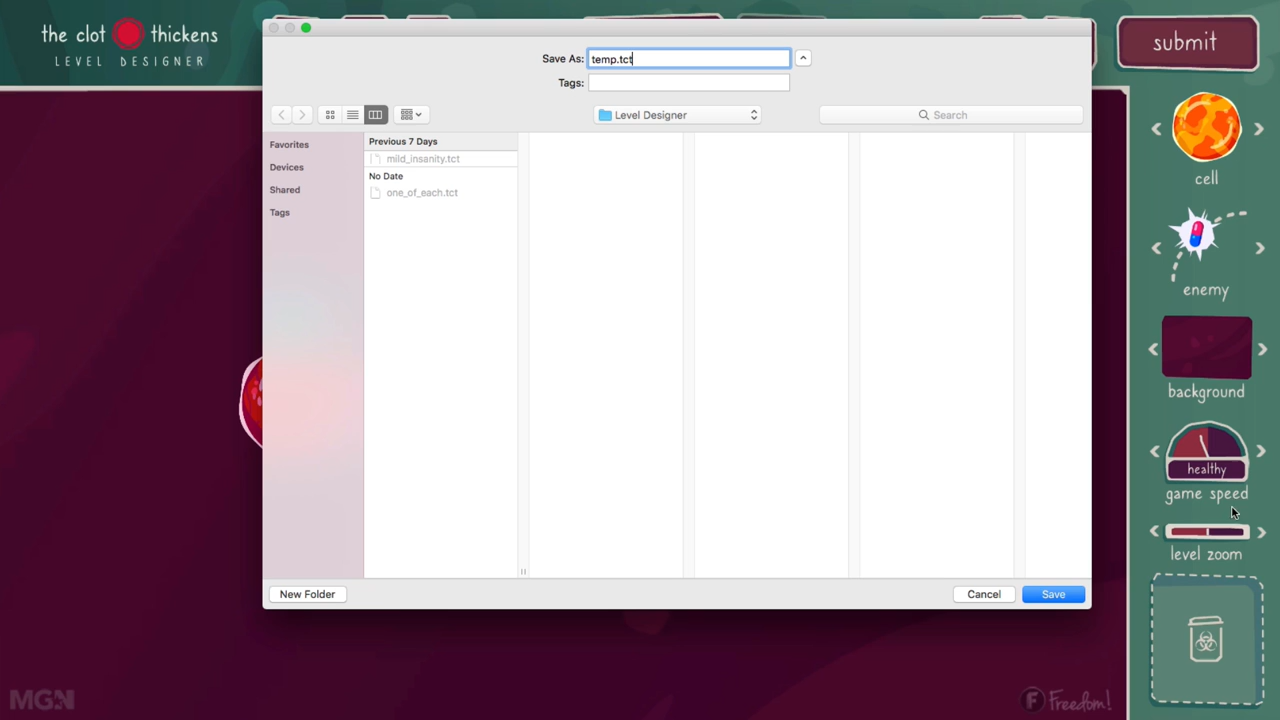 the clot thickens
LEVEL DESIGNER
submit
Save As: temp.tct
Tags:
Level Designer
Search
Favorites
Devices
Shared
Tags
Previous 7 Days
mild_insanity.tct
No Date
one_of_each.tct
New Folder
Cancel
Save
cell
enemy
background
healthy
game speed
level zoom
MGN
F Freedom!